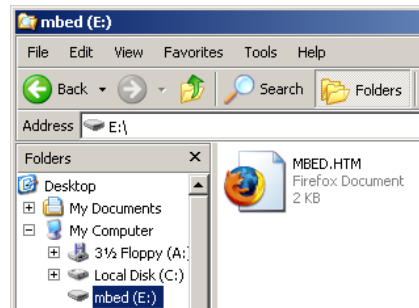 mbed (E:)
File Edit View Favorites Tools Help
Back Search Folders
Address E:\
Folders x
Desktop
My Documents
My Computer
3½ Floppy (A:
Local Disk (C:)
mbed (E:)
MBED.HTM
Firefox Document
2 KB